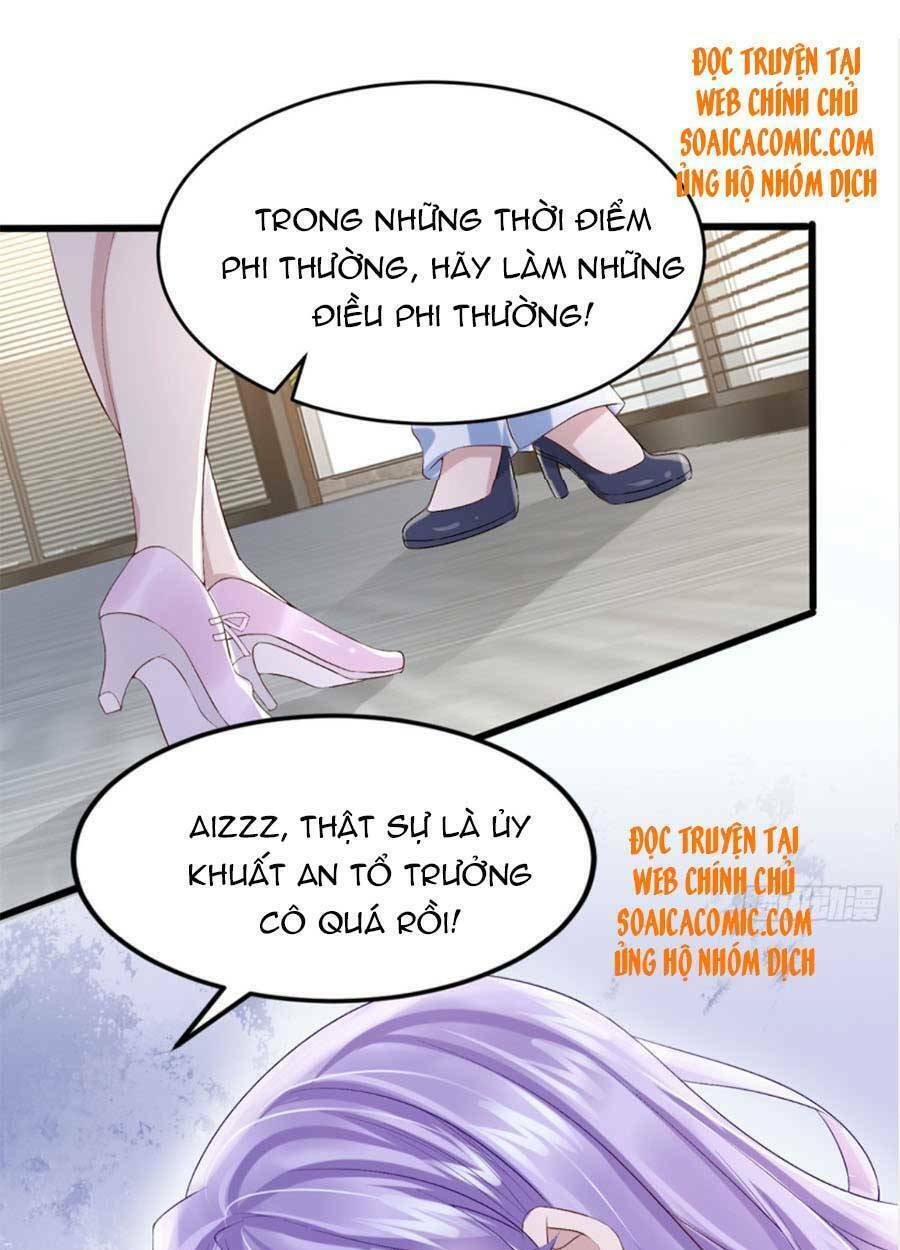 ĐỌC TRUYỆN TẠI
WEB CHÍNH CHỦ
SOAICACOMIC.COM
ỦNG HỘ NHÓM DỊCH
TRONG NHỮNG THỜI ĐIỂM
PHI THƯỜNG, HÃY LÀM NHỮNG
ĐIỀU PHI THƯỜNG!
AIZZZ, THẬT SỰ LÀ ỦY
KHUẤT AN TỔ TRƯỞNG
CÔ QUÁ RỒI!
ĐỌC TRUYỆN TẠI
WEB CHÍNH CHỦ
SOAICACOMIC.COM
ỦNG HỘ NHÓM DỊCH